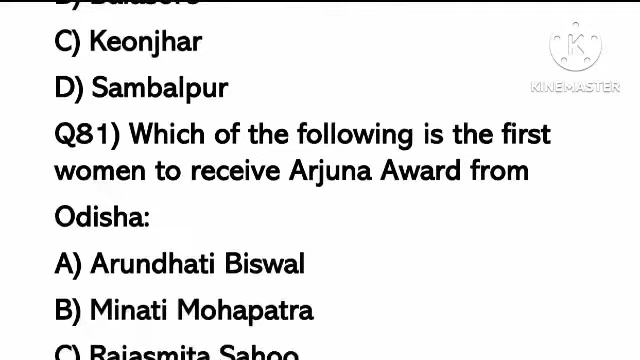 C) Keonjhar
D) Sambalpur
Q81) Which of the following is the first
women to receive Arjuna Award from
Odisha:
A) Arundhati Biswal
B) Minati Mohapatra
C) Rajasmita Sahoo
KINEMASTER